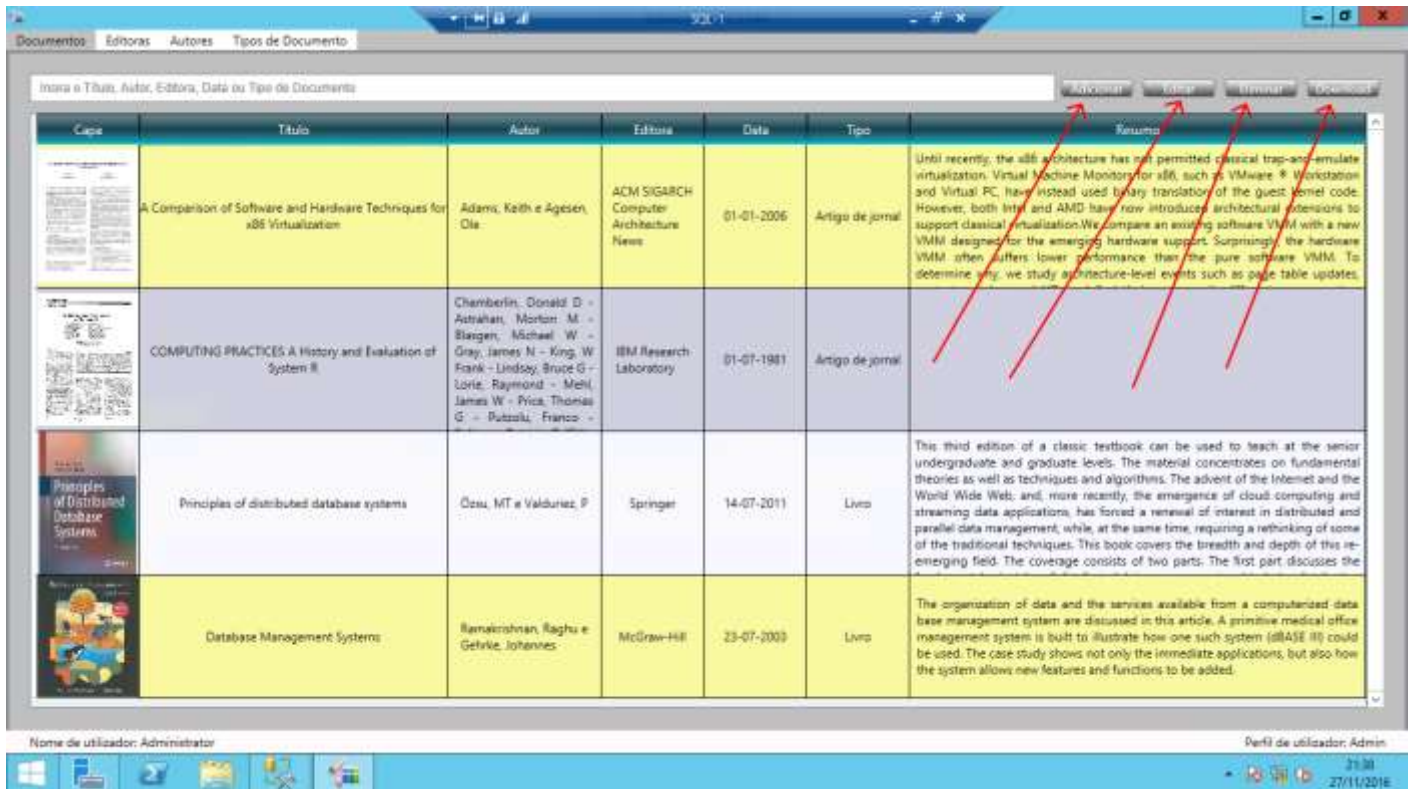 SQL-1
Documentos Editoras Autores Tipos de Documento
Insira o Título, Autor, Editora, Data ou Tipo de Documento
Adicionar Editar Eliminar Download
Capa Título Autor Editora Data Tipo Resumo
A Comparison of Software and Hardware Techniques for
x86 Virtualization
Adams, Keith e Agesen,
Ole
ACM SIGARCH
Computer
Architecture
News
01-01-2006
Artigo de jornal
Until recently, the x86 architecture has not permitted classical trap-and-emulate
virtualization. Virtual Machine Monitors for x86, such as VMware ® Workstation
and Virtual PC, have instead used binary translation of the guest kernel code.
However, both Intel and AMD have now introduced architectural extensions to
support classical virtualization.We compare an existing software VMM with a new
VMM designed for the emerging hardware support. Surprisingly, the hardware
VMM often suffers lower performance than the pure software VMM. To
determine why, we study architecture-level events such as page table updates,
COMPUTING PRACTICES A History and Evaluation of
System R
Chamberlin, Donald D -
Astrahan, Morton M -
Blasgen, Michael W -
Gray, James N - King, W
Frank - Lindsay, Bruce G -
Lorie, Raymond - Mehl,
James W - Price, Thomas
G - Putzolu, Franco -
IBM Research
Laboratory
01-07-1981
Artigo de jornal
Principles
of Distributed
Database
Systems
Principles of distributed database systems
Özsu, MT e Valduriez, P
Springer
14-07-2011
Livro
This third edition of a classic textbook can be used to teach at the senior
undergraduate and graduate levels. The material concentrates on fundamental
theories as well as techniques and algorithms. The advent of the Internet and the
World Wide Web, and, more recently, the emergence of cloud computing and
streaming data applications, has forced a renewal of interest in distributed and
parallel data management, while, at the same time, requiring a rethinking of some
of the traditional techniques. This book covers the breadth and depth of this re-
emerging field. The coverage consists of two parts. The first part discusses the
Database Management Systems
Ramakrishnan, Raghu e
Gehrke, Johannes
McGraw-Hill
23-07-2003
Livro
The organization of data and the services available from a computerized data
base management system are discussed in this article. A primitive medical office
management system is built to illustrate how one such system (dBASE III) could
be used. The case study shows not only the immediate applications, but also how
the system allows new features and functions to be added.
Nome de utilizador: Administrator
Perfil de utilizador: Admin
21:38
27/11/2016